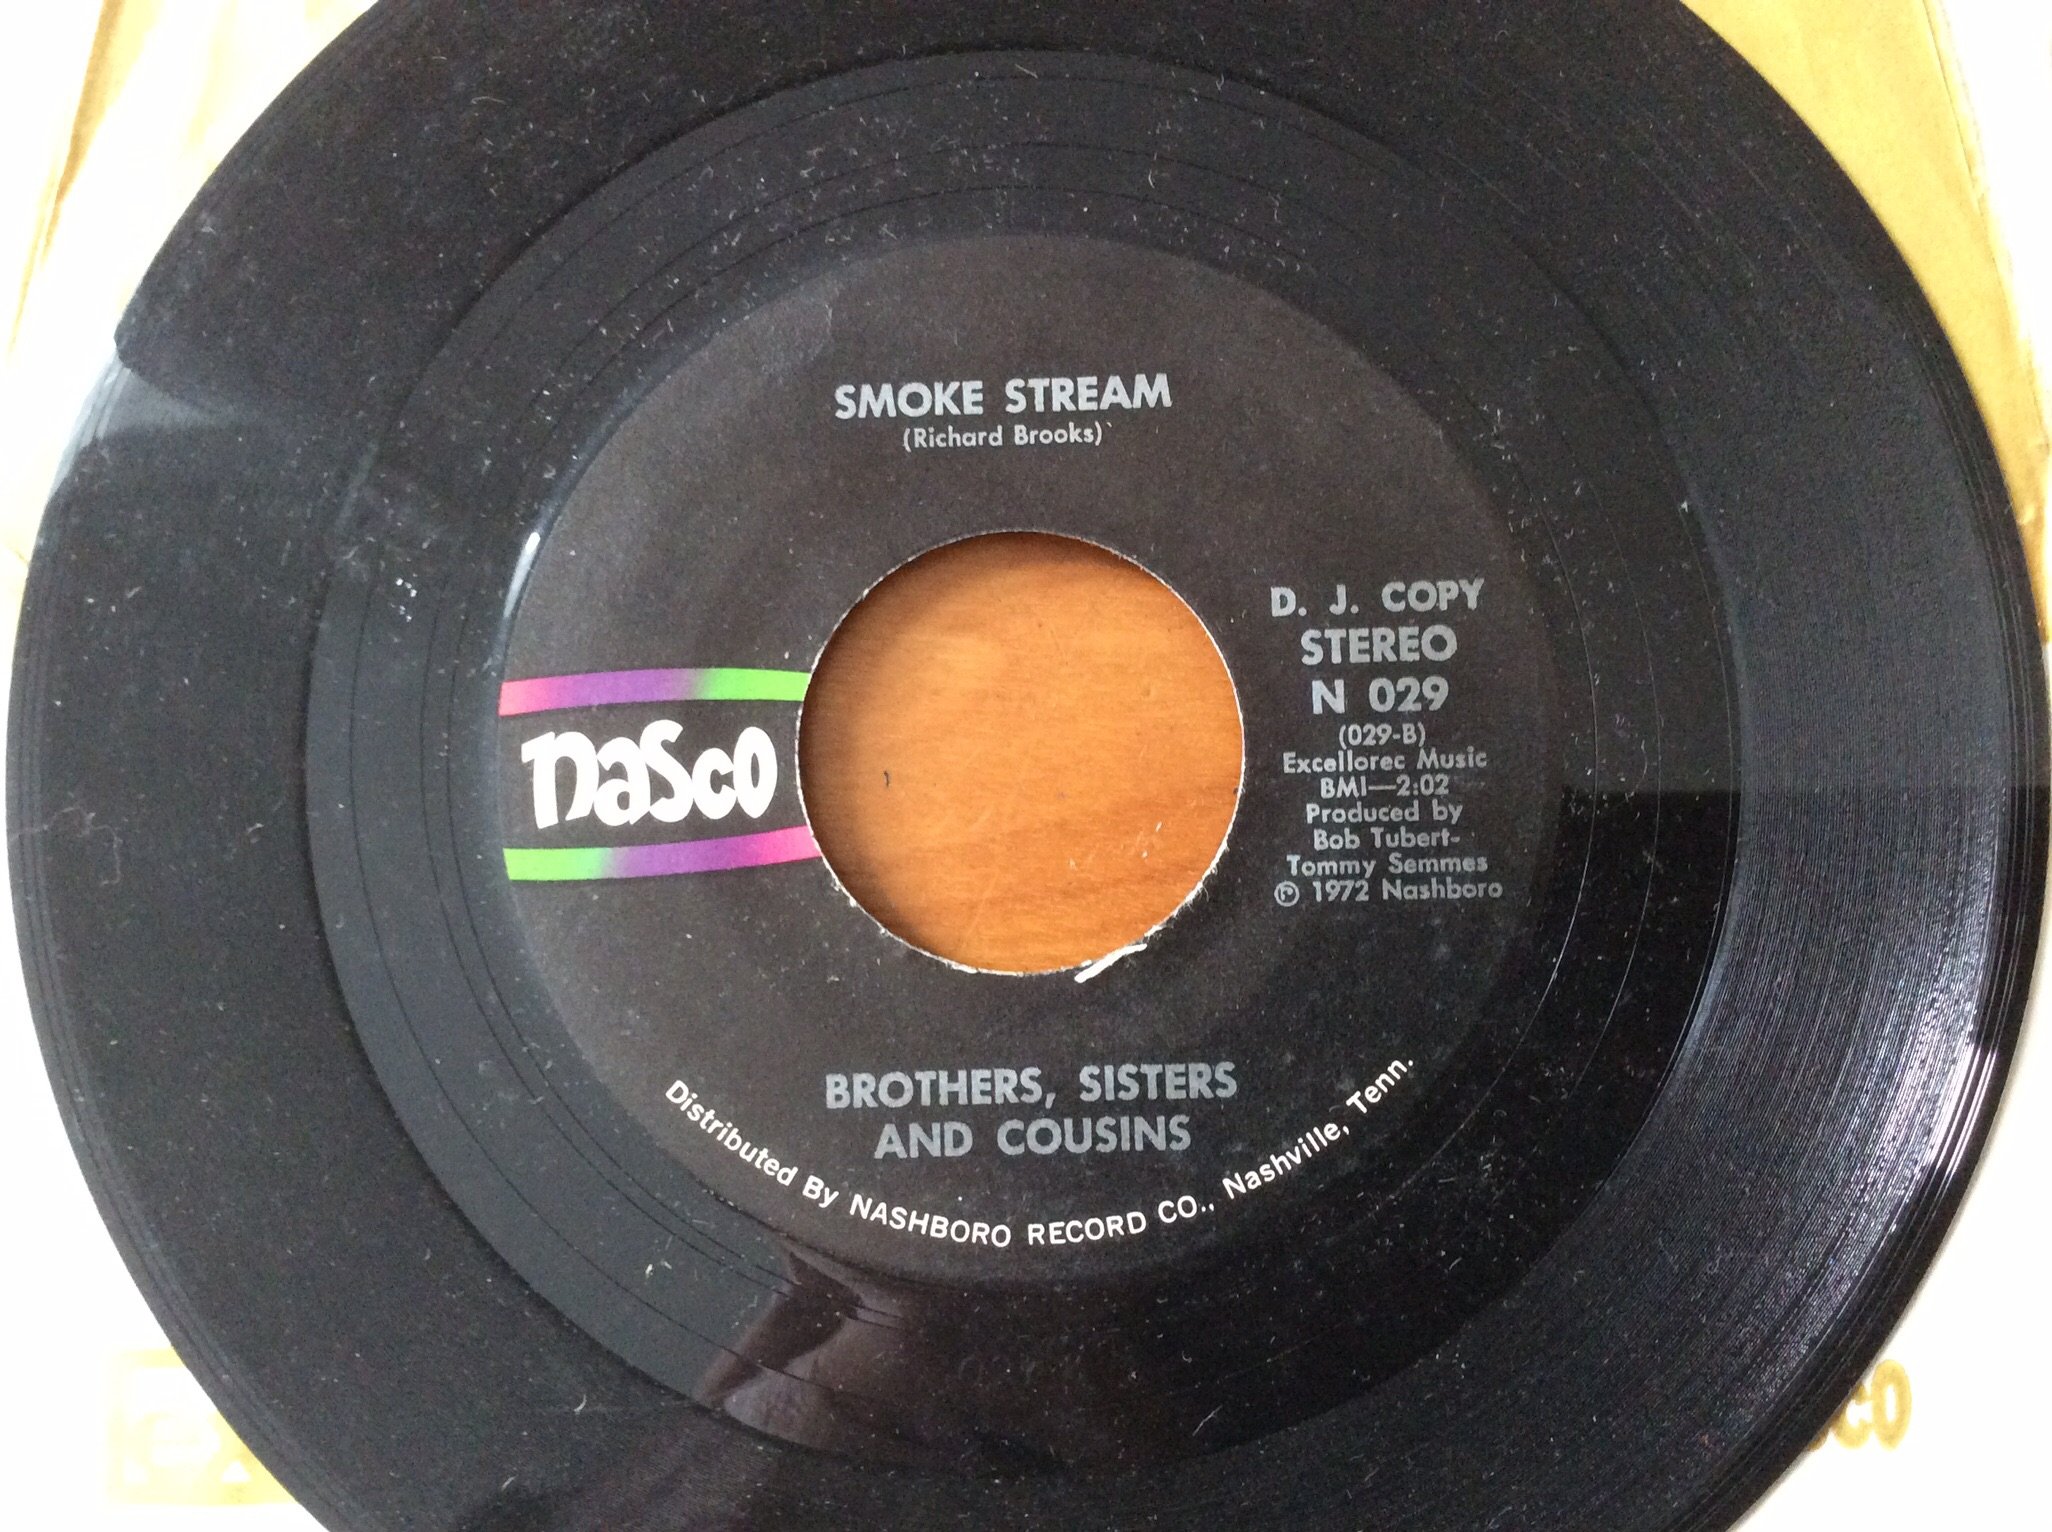 SMOKE STREAM
(Richard Brooks)
D. J. COPY
STEREO
N 029
(029-B)
Excellorec Music
BMI—2:02
Produced by
Bob Tubert-
Tommy Semmes
℗ 1972 Nashboro
nasco
BROTHERS, SISTERS
AND COUSINS
Distributed By NASHBORO RECORD CO., Nashville, Tenn.